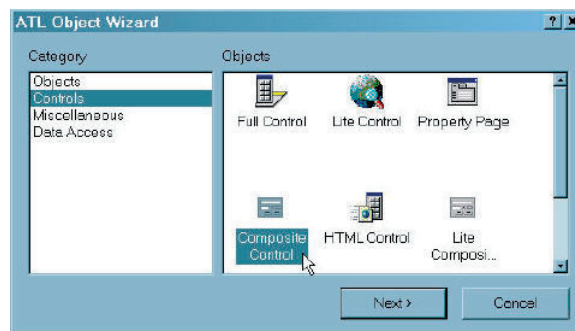 ATL Object Wizard
Category
Objects
Controls
Miscellaneous
Data Access
Objects
Full Control
Lite Control
Property Page
Composite
Control
HTML Control
Lite
Composi...
Next >
Cancel